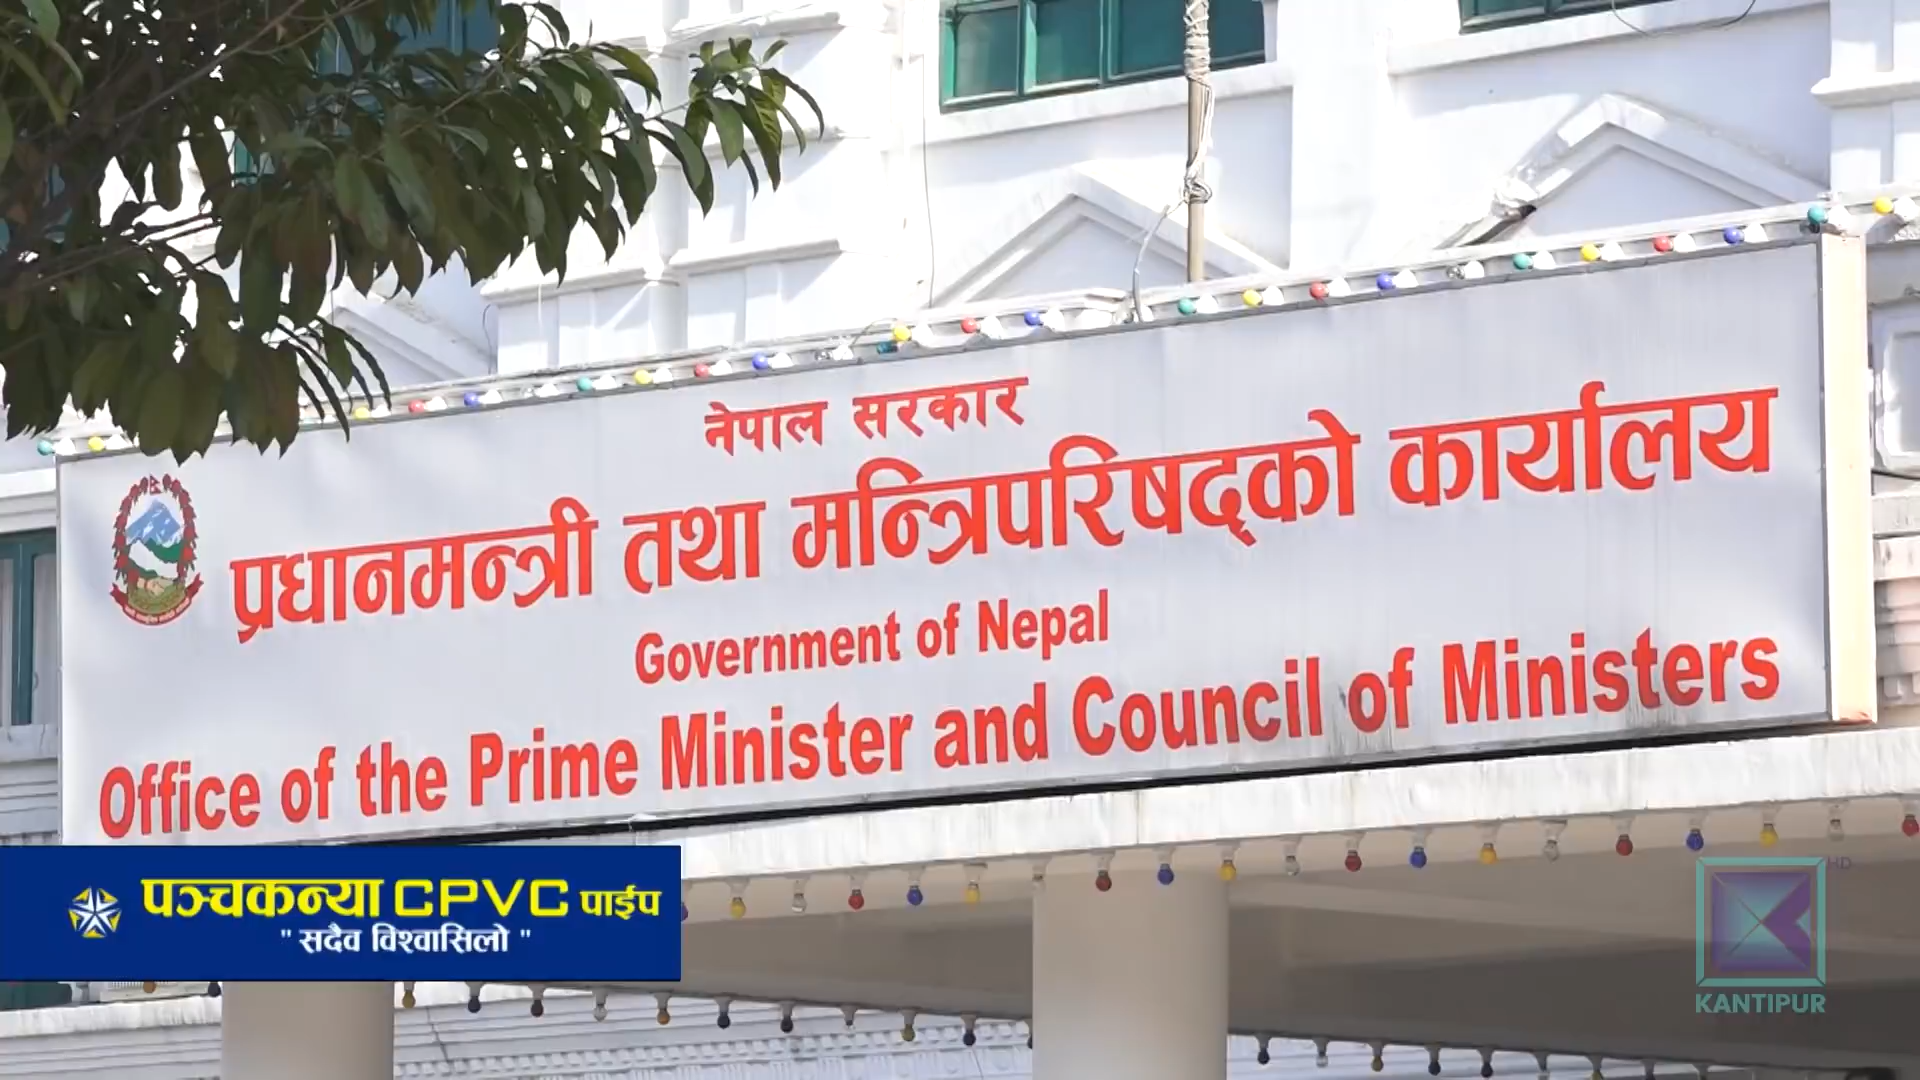 नेपाल सरकार
प्रधानमन्त्री तथा मन्त्रिपरिषद्को कार्यालय
Government of Nepal
Office of the Prime Minister and Council of Ministers
पञ्चकन्या CPVC पाईप
" सदैव विश्वासिलो "
HD
KANTIPUR